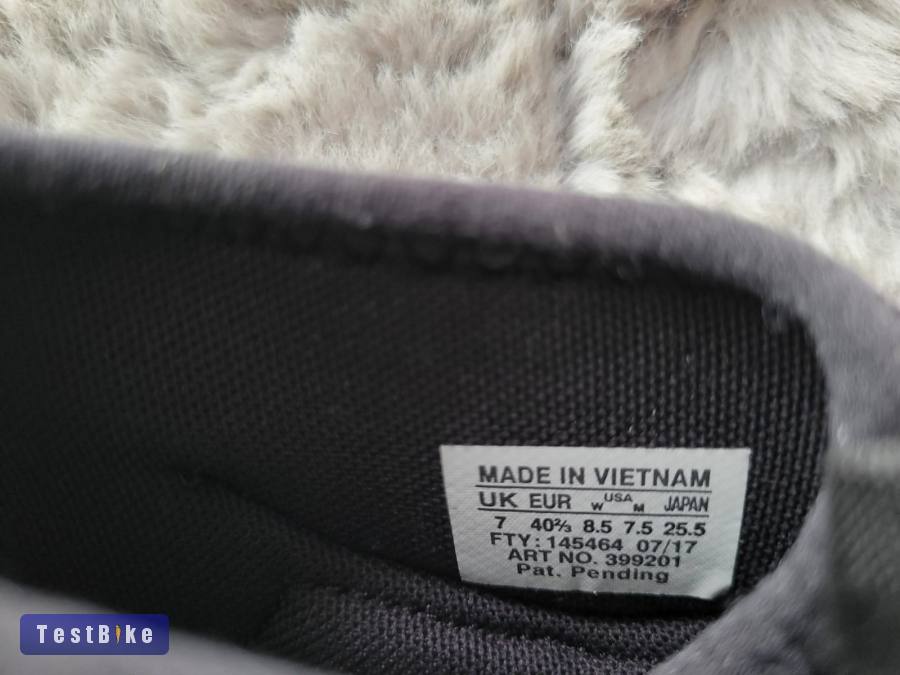 MADE IN VIETNAM
UK EUR W USA M JAPAN
7 40⅔ 8.5 7.5 25.5
FTY: 145464 07/17
ART NO. 399201
Pat. Pending
TestBike